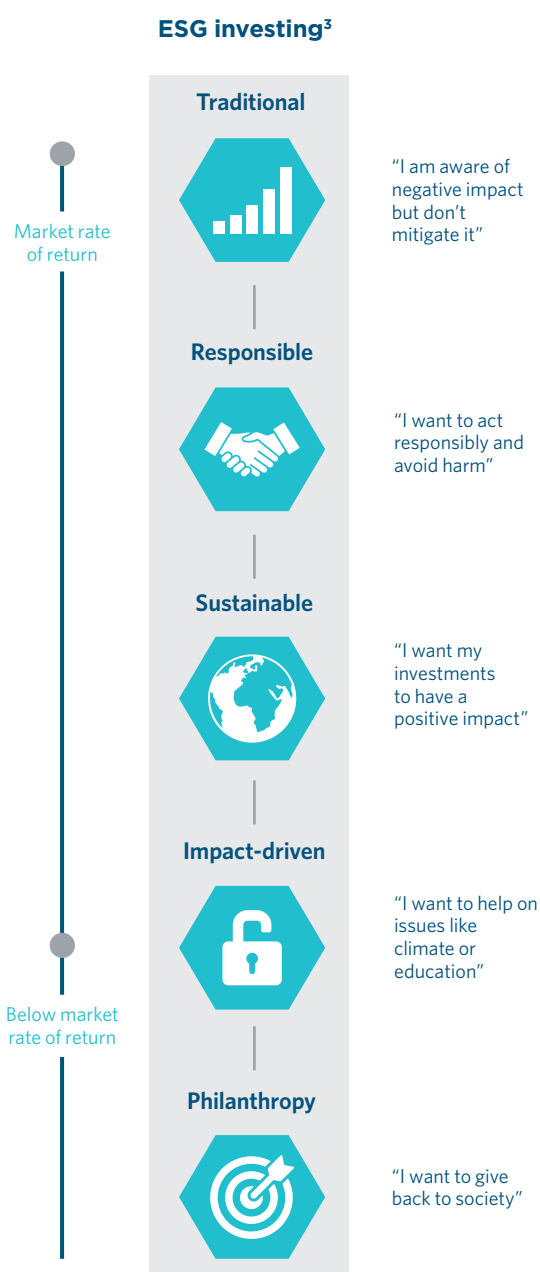 ESG investing³
Traditional
“I am aware of
negative impact
but don’t
mitigate it”
Market rate
of return
Responsible
“I want to act
responsibly and
avoid harm”
Sustainable
“I want my
investments
to have a
positive impact”
Impact-driven
“I want to help on
issues like
climate or
education”
Below market
rate of return
Philanthropy
“I want to give
back to society”